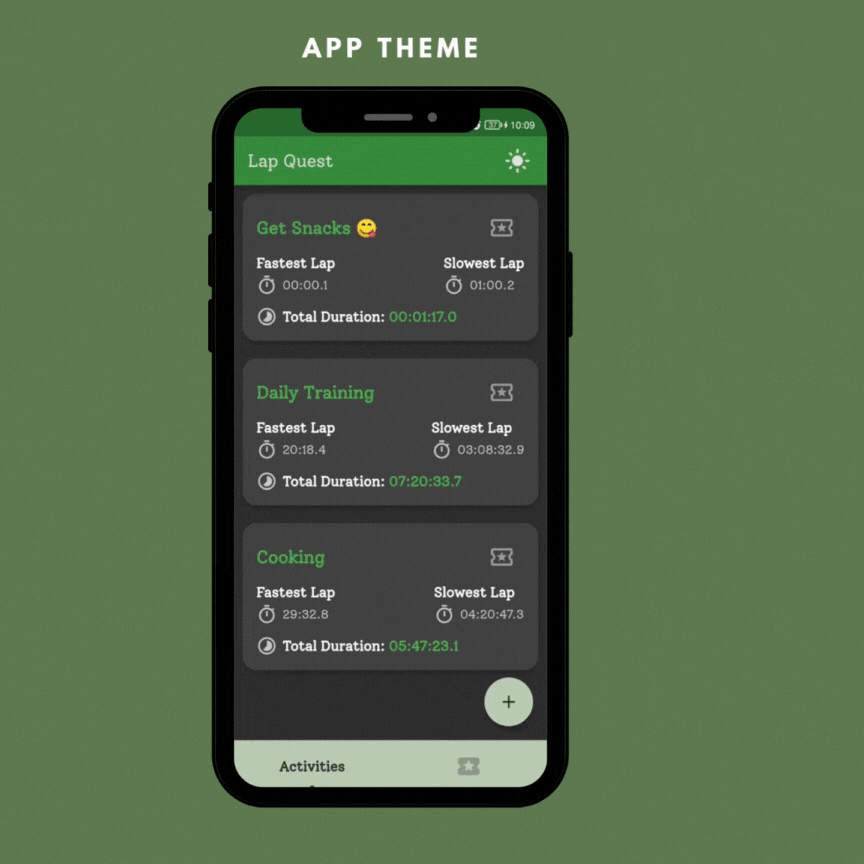 APP THEME
37 10:09
Lap Quest
Get Snacks 😋
Fastest Lap Slowest Lap
00:00.1 01:00.2
Total Duration: 00:01:17.0
Daily Training
Fastest Lap Slowest Lap
20:18.4 03:08:32.9
Total Duration: 07:20:33.7
Cooking
Fastest Lap Slowest Lap
29:32.8 04:20:47.3
Total Duration: 05:47:23.1
+
Activities